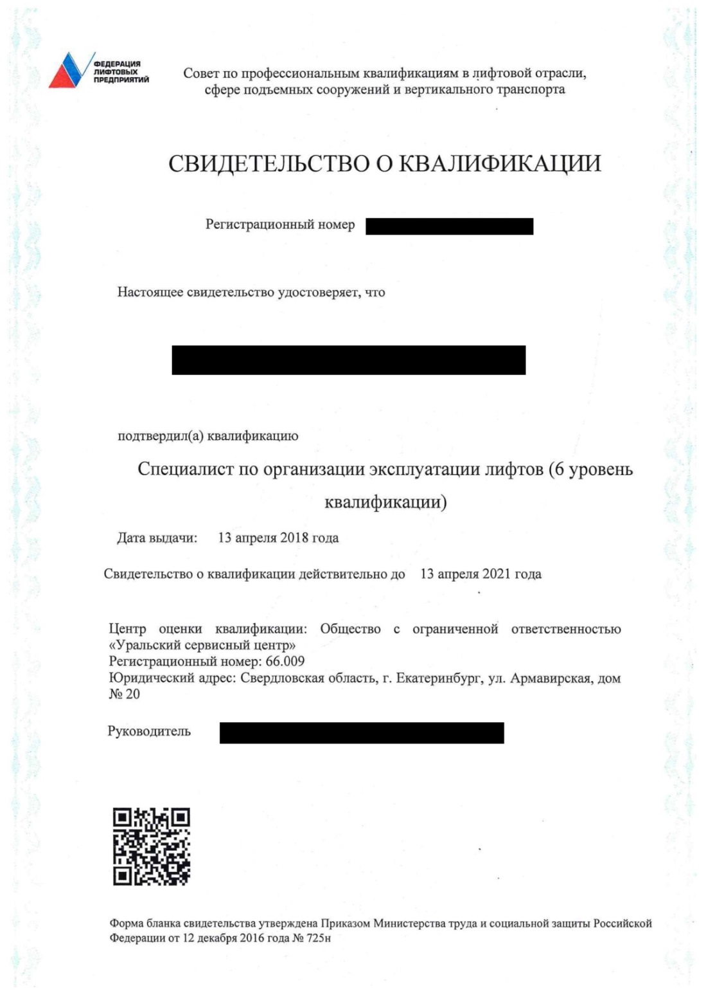 ФЕДЕРАЦИЯ
ЛИФТОВЫХ
ПРЕДПРИЯТИЙ
Совет по профессиональным квалификациям в лифтовой отрасли,
сфере подъемных сооружений и вертикального транспорта
СВИДЕТЕЛЬСТВО О КВАЛИФИКАЦИИ
Регистрационный номер
Настоящее свидетельство удостоверяет, что
подтвердил(а) квалификацию
Специалист по организации эксплуатации лифтов (6 уровень
квалификации)
Дата выдачи: 13 апреля 2018 года
Свидетельство о квалификации действительно до 13 апреля 2021 года
Центр оценки квалификации: Общество с ограниченной ответственностью
«Уральский сервисный центр»
Регистрационный номер: 66.009
Юридический адрес: Свердловская область, г. Екатеринбург, ул. Армавирская, дом
№ 20
Руководитель
Форма бланка свидетельства утверждена Приказом Министерства труда и социальной защиты Российской
Федерации от 12 декабря 2016 года № 725н